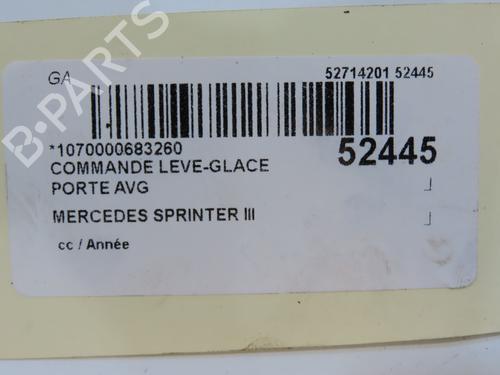 GA
52714201 52445
*1070000683260
52445
COMMANDE LEVE-GLACE
PORTE AVG
MERCEDES SPRINTER III
cc / Année
B-PARTS